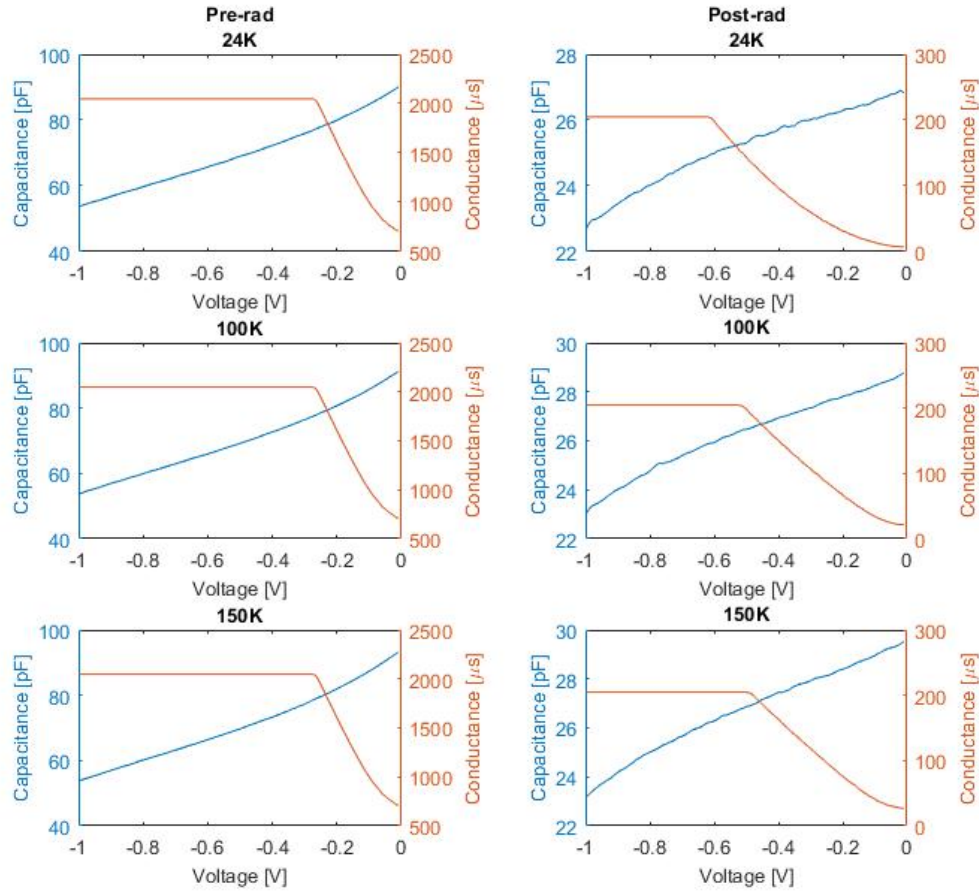 Pre-rad
24K
100
80
60
40
Capacitance [pF]
2500
2000
1500
1000
500
Conductance [μs]
-1 -0.8 -0.6 -0.4 -0.2 0
Voltage [V]
Post-rad
24K
28
26
24
22
Capacitance [pF]
300
200
100
0
Conductance [μs]
-1 -0.8 -0.6 -0.4 -0.2 0
Voltage [V]
100K
100
80
60
40
Capacitance [pF]
2500
2000
1500
1000
500
Conductance [μs]
-1 -0.8 -0.6 -0.4 -0.2 0
Voltage [V]
100K
30
28
26
24
22
Capacitance [pF]
300
200
100
0
Conductance [μs]
-1 -0.8 -0.6 -0.4 -0.2 0
Voltage [V]
150K
100
80
60
40
Capacitance [pF]
2500
2000
1500
1000
500
Conductance [μs]
-1 -0.8 -0.6 -0.4 -0.2 0
Voltage [V]
150K
30
28
26
24
22
Capacitance [pF]
300
200
100
0
Conductance [μs]
-1 -0.8 -0.6 -0.4 -0.2 0
Voltage [V]